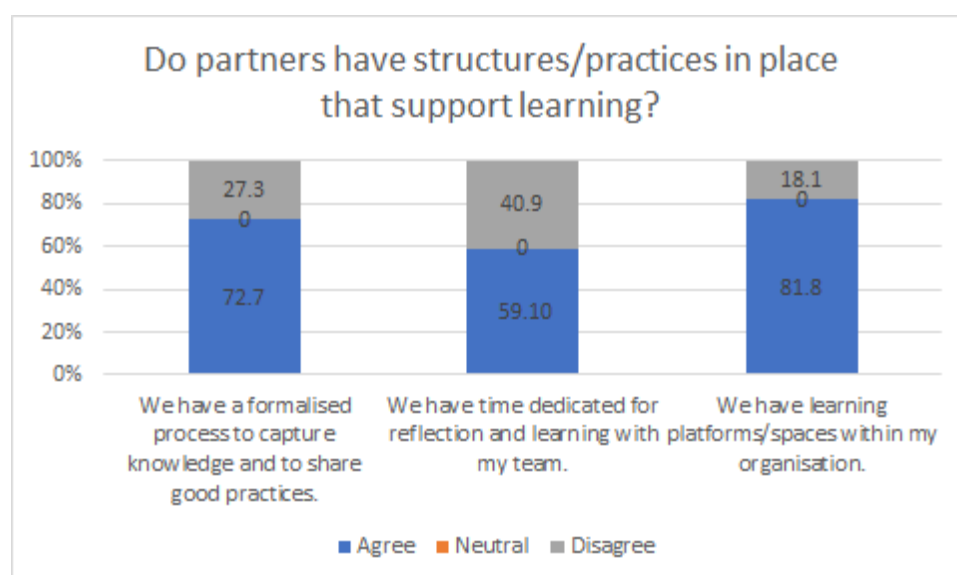 Do partners have structures/practices in place
that support learning?
100%
80%
60%
40%
20%
0%
27.3
0
72.7
40.9
0
59.10
18.1
0
81.8
We have a formalised
process to capture
knowledge and to share
good practices.
We have time dedicated for
reflection and learning with
my team.
We have learning
platforms/spaces within my
organisation.
Agree Neutral Disagree